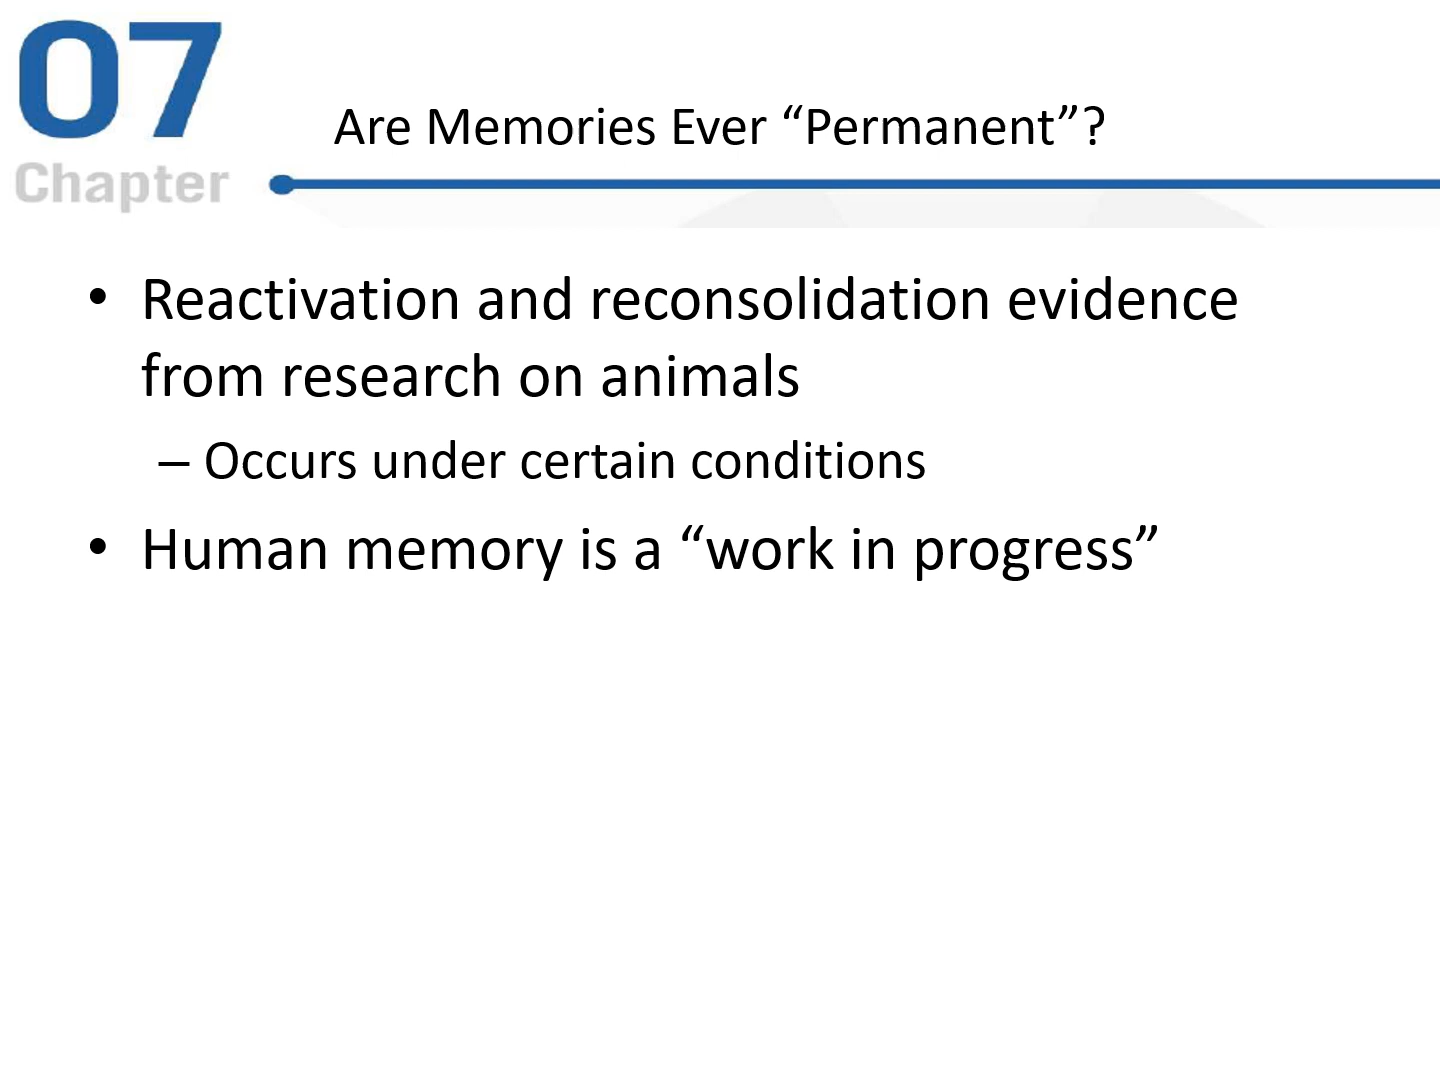 07
Chapter
Are Memories Ever “Permanent”?
• Reactivation and reconsolidation evidence
from research on animals
– Occurs under certain conditions
• Human memory is a “work in progress”